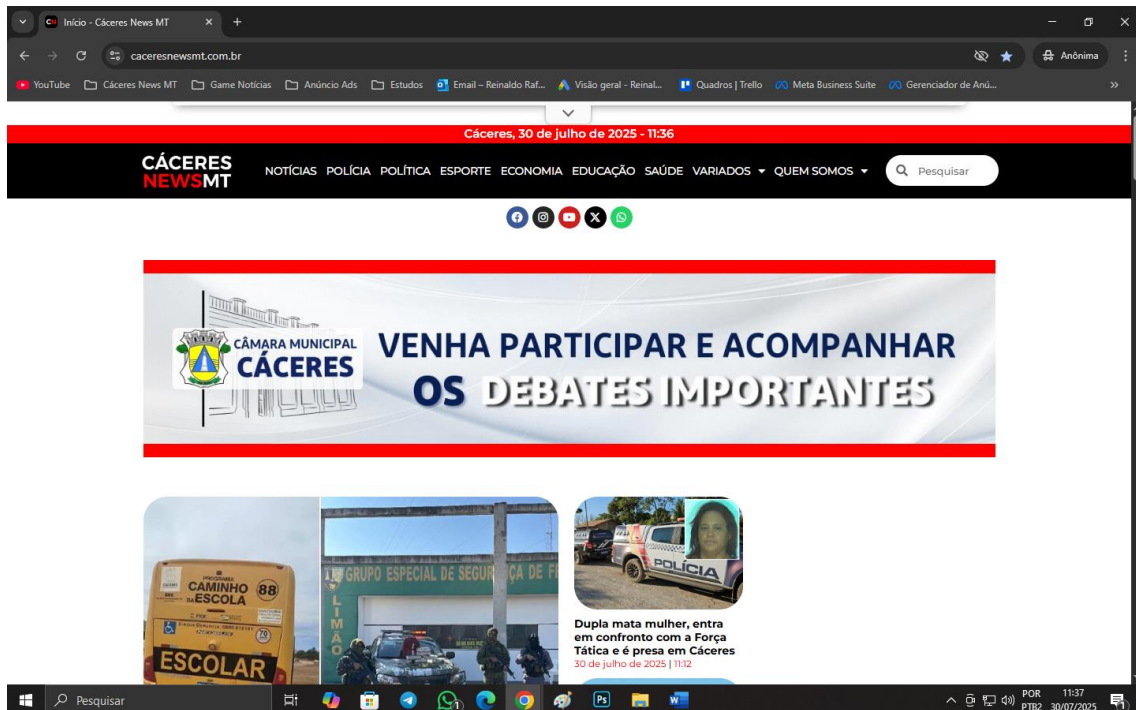 Início - Cáceres News MT
caceresnewsmt.com.br
Anônima
YouTube Cáceres News MT Game Notícias Anúncio Ads Estudos Email – Reinaldo Raf... Visão geral - Reinal... Quadros | Trello Meta Business Suite Gerenciador de Anú...
Cáceres, 30 de julho de 2025 - 11:36
CÁCERES
NEWSMT
NOTÍCIAS POLÍCIA POLÍTICA ESPORTE ECONOMIA EDUCAÇÃO SAÚDE VARIADOS QUEM SOMOS Pesquisar
CÂMARA MUNICIPAL
CÁCERES
VENHA PARTICIPAR E ACOMPANHAR
OS DEBATES IMPORTANTES
PROGRAMA
CAMINHO
DA ESCOLA
88
70
ESCOLAR
GRUPO ESPECIAL DE SEGURANÇA DE F
LIMÃO
POLÍCIA
Dupla mata mulher, entra
em confronto com a Força
Tática e é presa em Cáceres
30 de julho de 2025 | 11:12
Pesquisar
Ps
POR
PTB2
11:37
30/07/2025